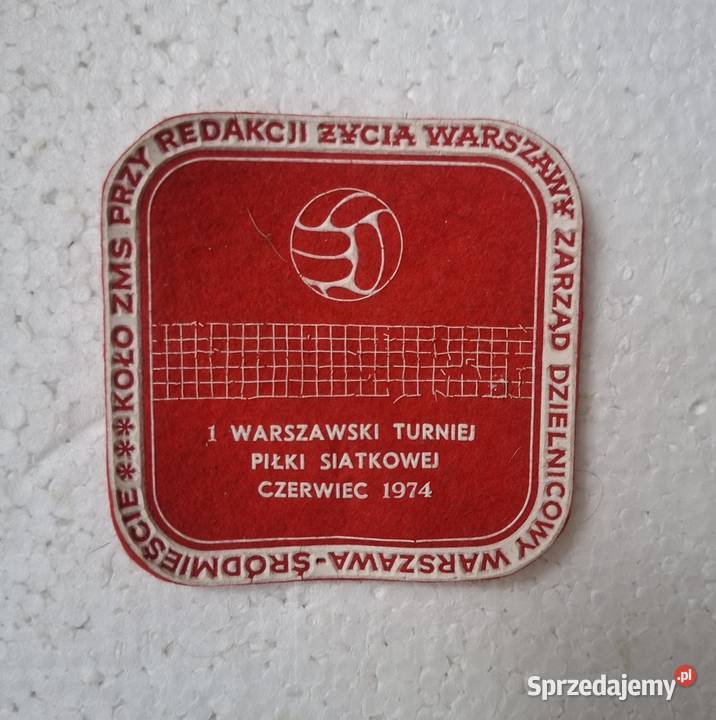 KOŁO ZMS PRZY REDAKCJI ŻYCIA WARSZAWY ZARZĄD DZIELNICOWY WARSZAWA-ŚRÓDMIEŚCIE ***
1 WARSZAWSKI TURNIEJ
PIŁKI SIATKOWEJ
CZERWIEC 1974
Sprzedajemy.pl